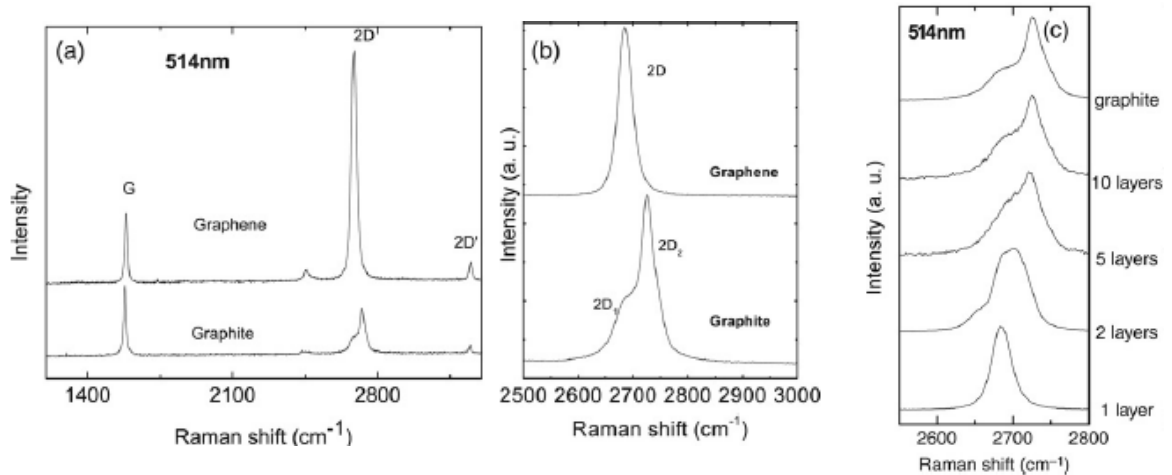 (a)
514nm
2D
G
Graphene
2D'
Graphite
Intensity
1400
2100
2800
Raman shift (cm-1)
(b)
2D
Graphene
2D2
2D1
Graphite
Intensity (a. u.)
2500 2600 2700 2800 2900 3000
Raman shift (cm-1)
514nm
(c)
graphite
10 layers
5 layers
2 layers
1 layer
Intensity (a. u.)
2600
2700
2800
Raman shift (cm-1)